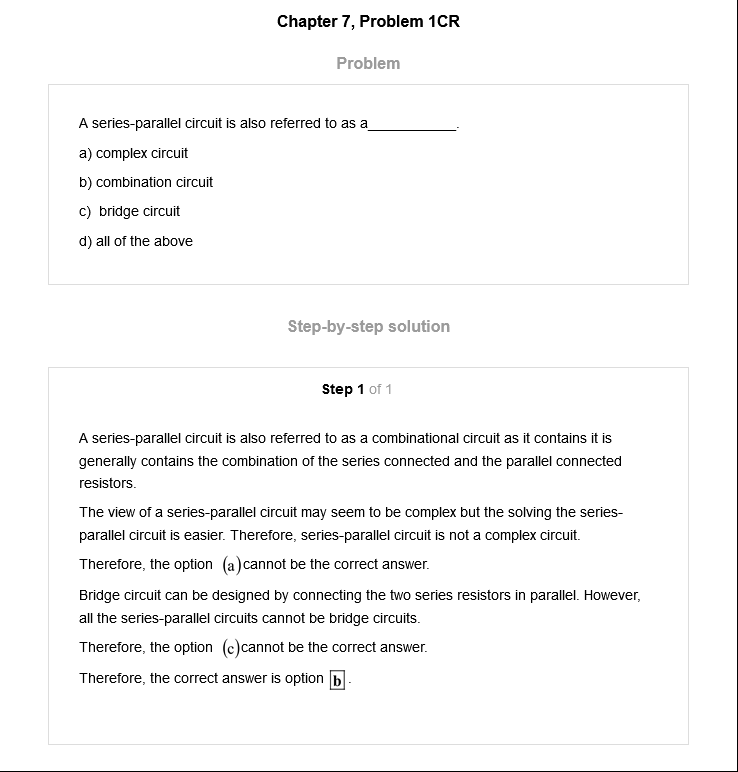 Chapter 7, Problem 1CR
Problem
A series-parallel circuit is also referred to as a___________.
a) complex circuit
b) combination circuit
c) bridge circuit
d) all of the above
Step-by-step solution
Step 1 of 1
A series-parallel circuit is also referred to as a combinational circuit as it contains it is
generally contains the combination of the series connected and the parallel connected
resistors.
The view of a series-parallel circuit may seem to be complex but the solving the series-
parallel circuit is easier. Therefore, series-parallel circuit is not a complex circuit.
Therefore, the option (a)cannot be the correct answer.
Bridge circuit can be designed by connecting the two series resistors in parallel. However,
all the series-parallel circuits cannot be bridge circuits.
Therefore, the option (c)cannot be the correct answer.
Therefore, the correct answer is option b.